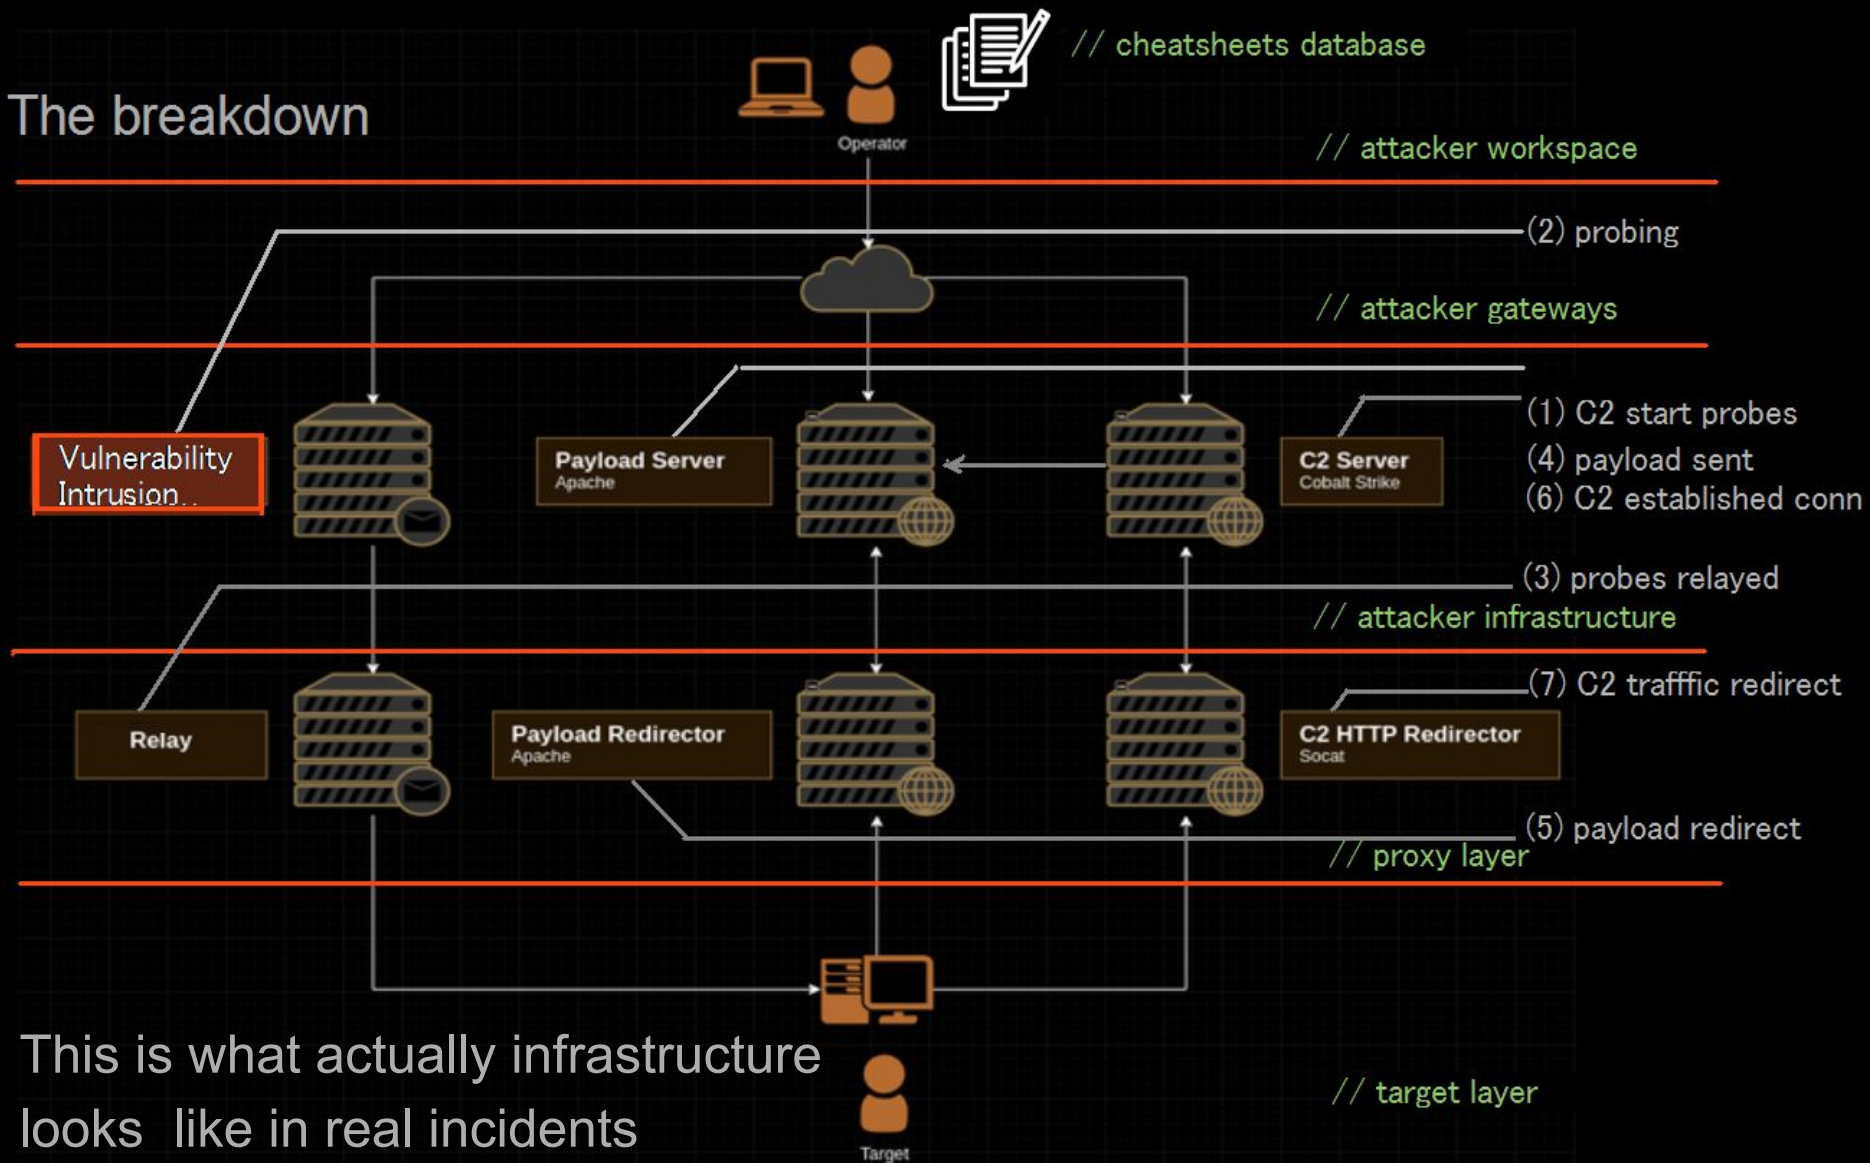 // cheatsheets database
The breakdown
Operator
// attacker workspace
(2) probing
// attacker gateways
(1) C2 start probes
Vulnerability
Intrusion..
Payload Server
Apache
C2 Server
Cobalt Strike
(4) payload sent
(6) C2 established conn
(3) probes relayed
// attacker infrastructure
(7) C2 trafffic redirect
Relay
Payload Redirector
Apache
C2 HTTP Redirector
Socat
(5) payload redirect
// proxy layer
This is what actually infrastructure
looks like in real incidents
// target layer
Target